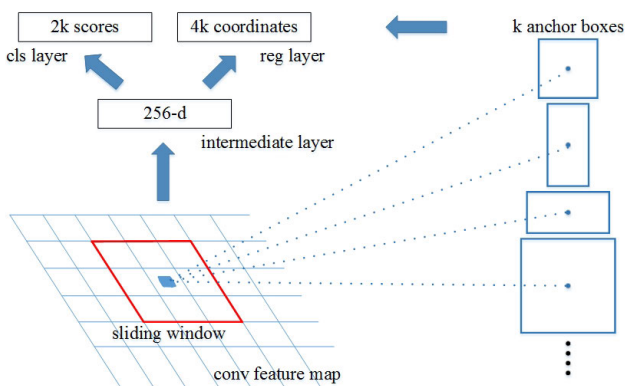 2k scores
4k coordinates
k anchor boxes
cls layer
reg layer
256-d
intermediate layer
sliding window
conv feature map